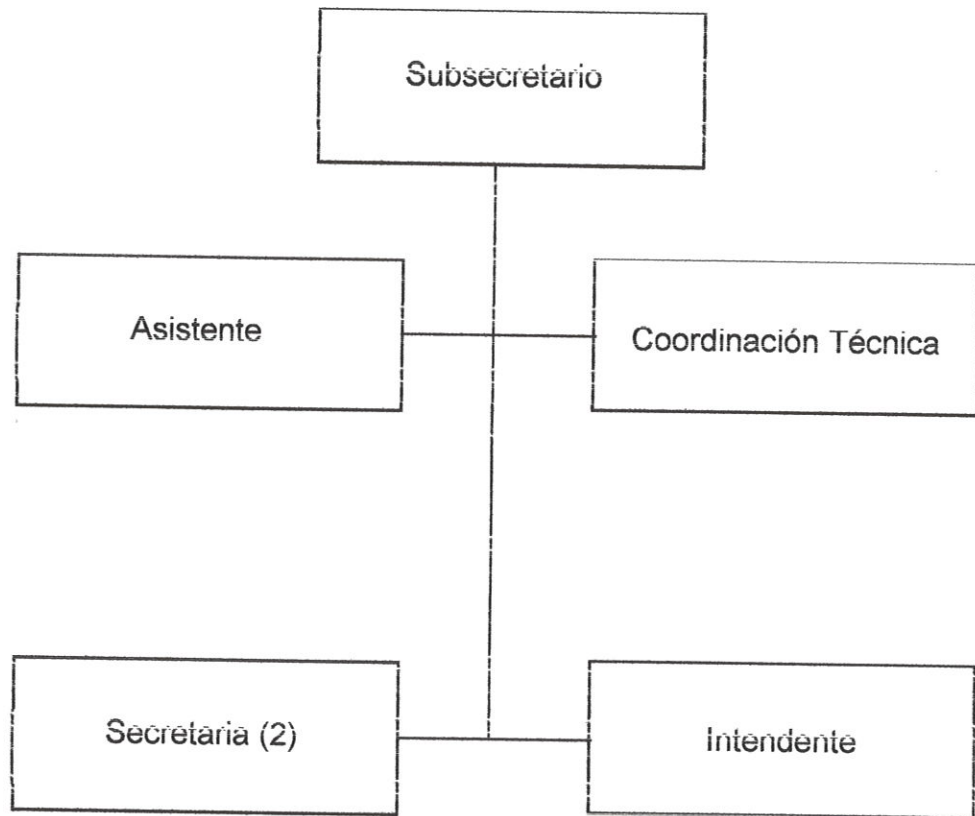 Subsecretario
Asistente
Coordinación Técnica
Secretaria (2)
Intendente